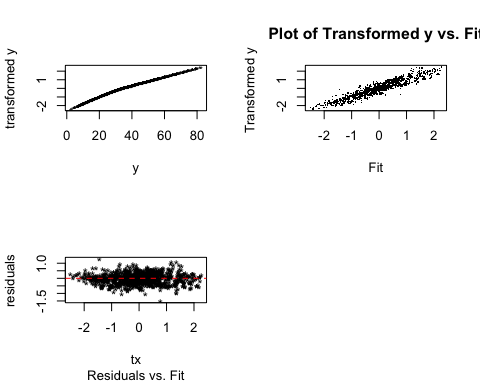 transformed y
1
-2
0 20 40 60 80
y
Plot of Transformed y vs. Fit
Transformed y
1
-2
-2 -1 0 1 2
Fit
residuals
1.0
-1.5
-2 -1 0 1 2
tx
Residuals vs. Fit